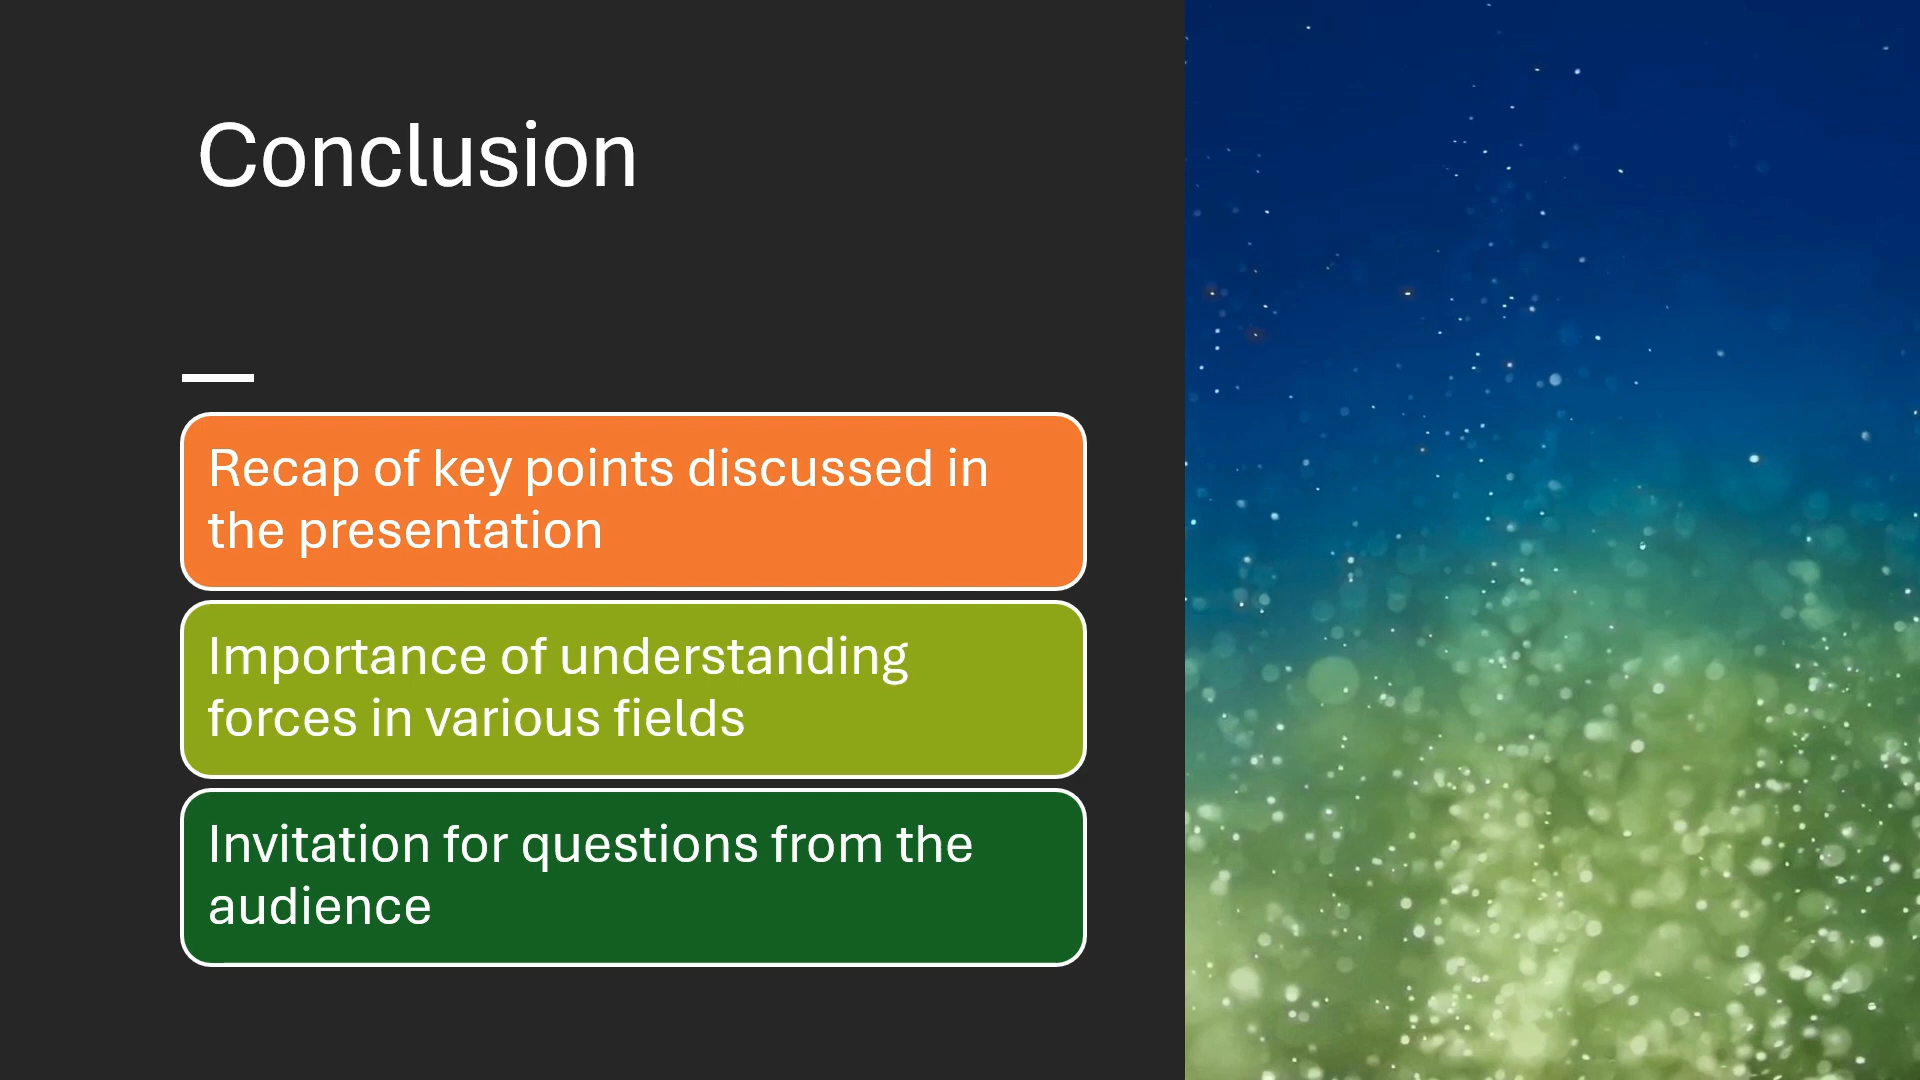 Conclusion
Recap of key points discussed in
the presentation
Importance of understanding
forces in various fields
Invitation for questions from the
audience